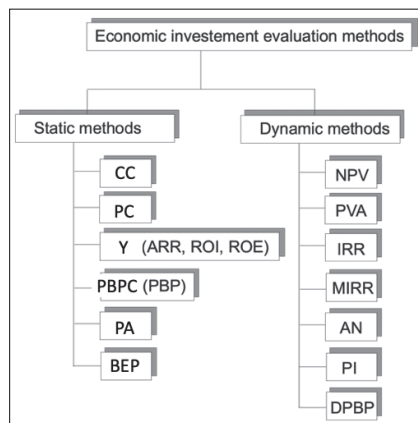 Economic investement evaluation methods
Static methods
CC
PC
Y (ARR, ROI, ROE)
PBPC (PBP)
PA
BEP
Dynamic methods
NPV
PVA
IRR
MIRR
AN
PI
DPBP